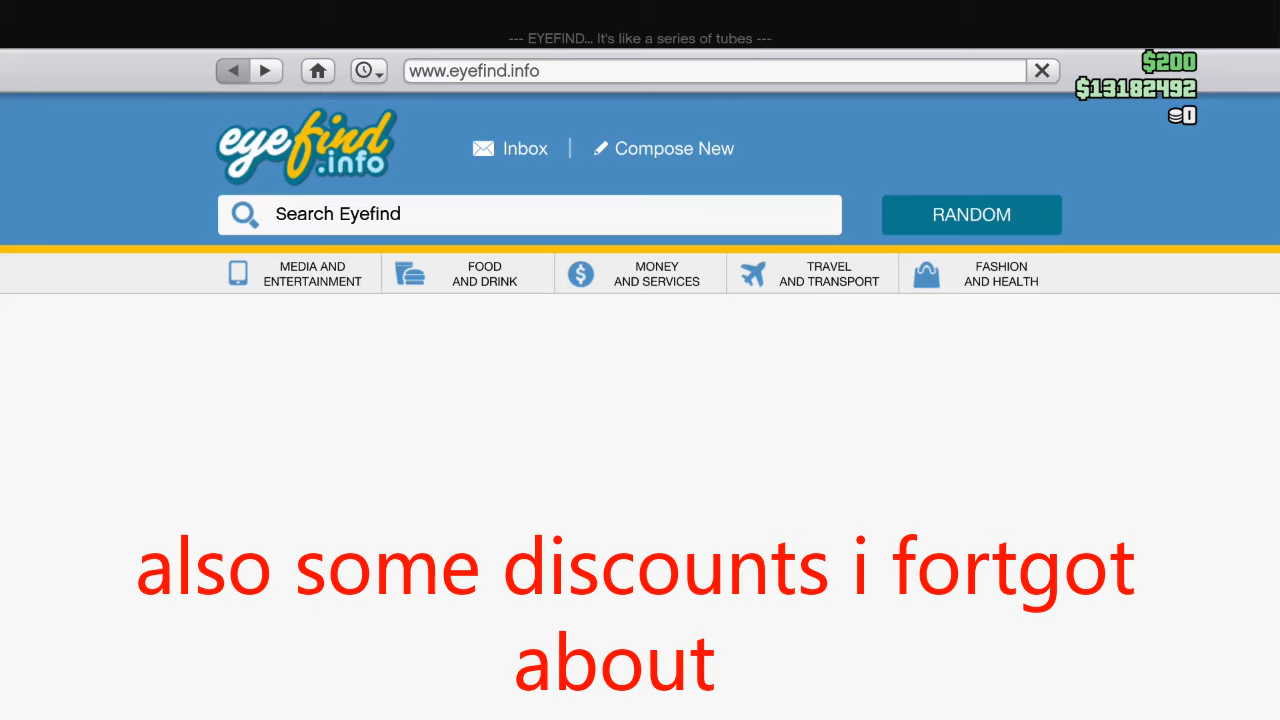 --- EYEFIND... It's like a series of tubes ---
www.eyefind.info
$200
$13182492
0
eyefind
.info
Inbox
Compose New
Search Eyefind
RANDOM
MEDIA AND
ENTERTAINMENT
FOOD
AND DRINK
MONEY
AND SERVICES
TRAVEL
AND TRANSPORT
FASHION
AND HEALTH
also some discounts i fortgot
about